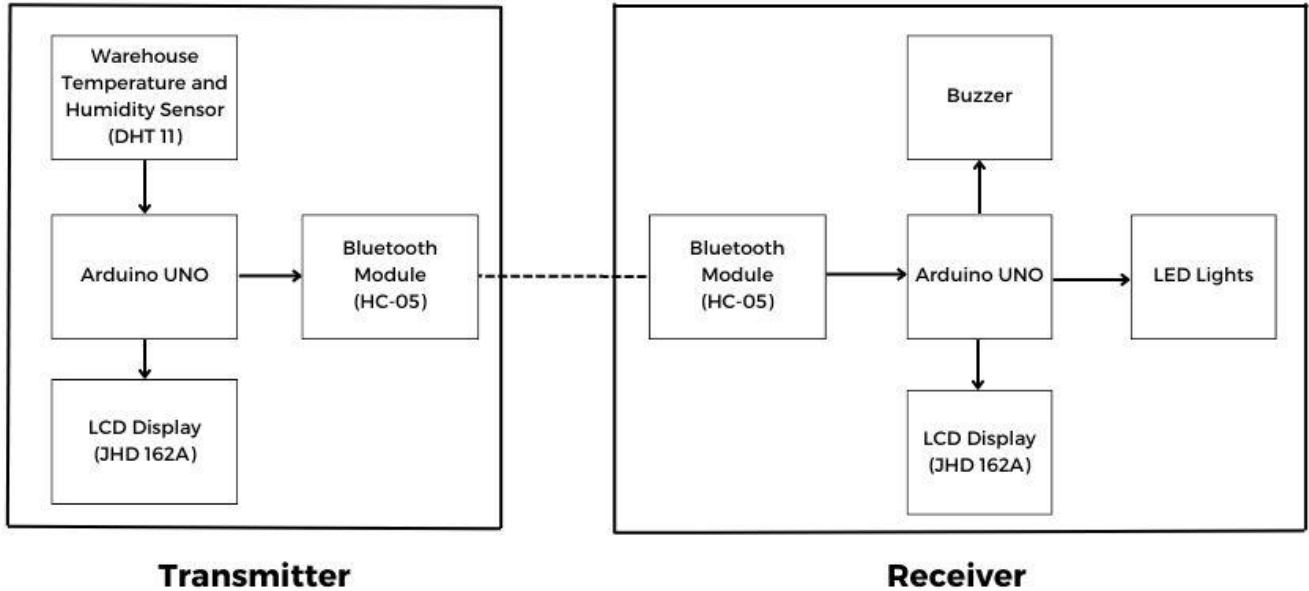 Warehouse
Temperature and
Humidity Sensor
(DHT 11)
Arduino UNO
Bluetooth
Module
(HC-05)
LCD Display
(JHD 162A)
Transmitter
Buzzer
Bluetooth
Module
(HC-05)
Arduino UNO
LED Lights
LCD Display
(JHD 162A)
Receiver